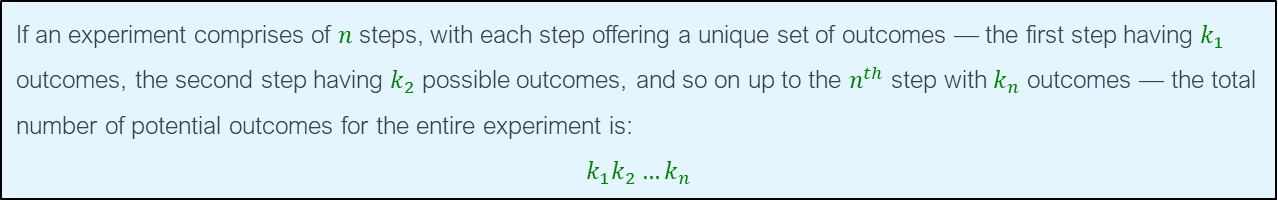 If an experiment comprises of n steps, with each step offering a unique set of outcomes — the first step having k₁
outcomes, the second step having k₂ possible outcomes, and so on up to the nᵗʰ step with kₙ outcomes — the total
number of potential outcomes for the entire experiment is:
k₁k₂ … kₙ